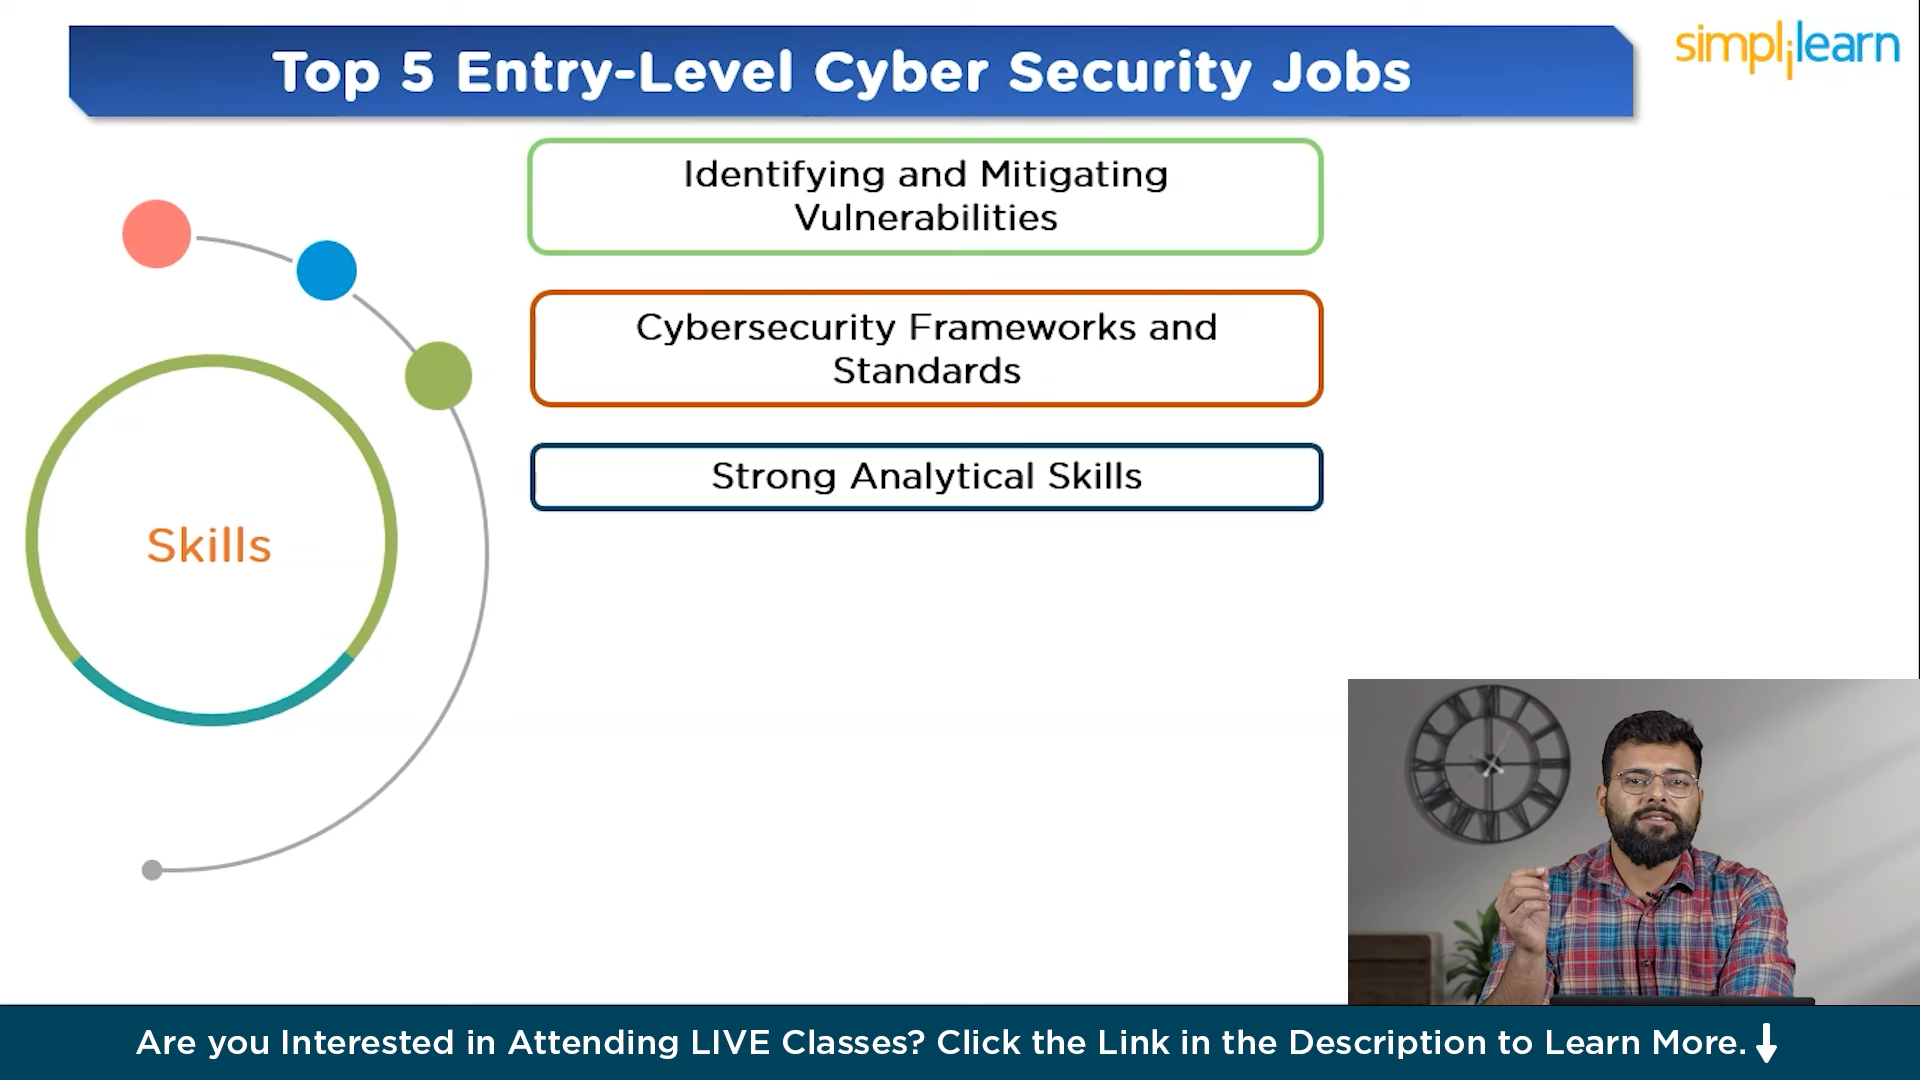 Top 5 Entry-Level Cyber Security Jobs
simplilearn
Identifying and Mitigating
Vulnerabilities
Cybersecurity Frameworks and
Standards
Strong Analytical Skills
Skills
Are you Interested in Attending LIVE Classes? Click the Link in the Description to Learn More.